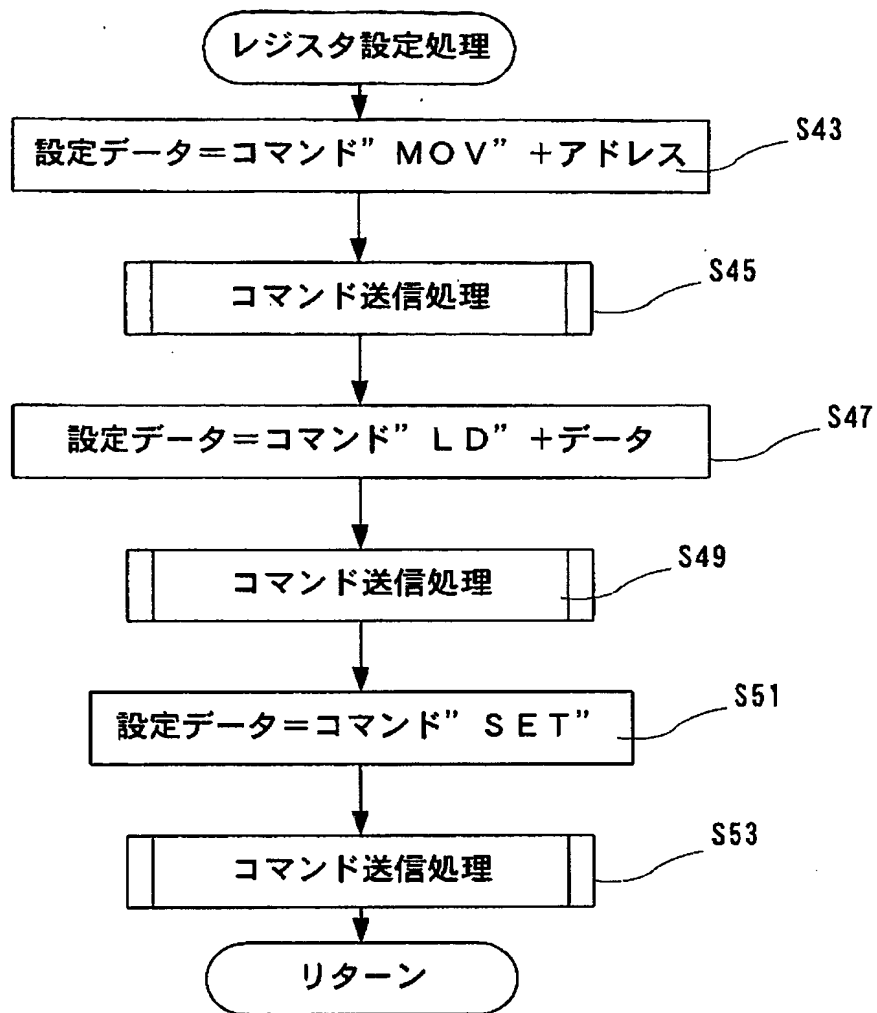 レジスタ設定処理
設定データ＝コマンド” ＭＯＶ” ＋アドレス
S43
コマンド送信処理
S45
設定データ＝コマンド” ＬＤ” ＋データ
S47
コマンド送信処理
S49
設定データ＝コマンド” ＳＥＴ”
S51
コマンド送信処理
S53
リターン